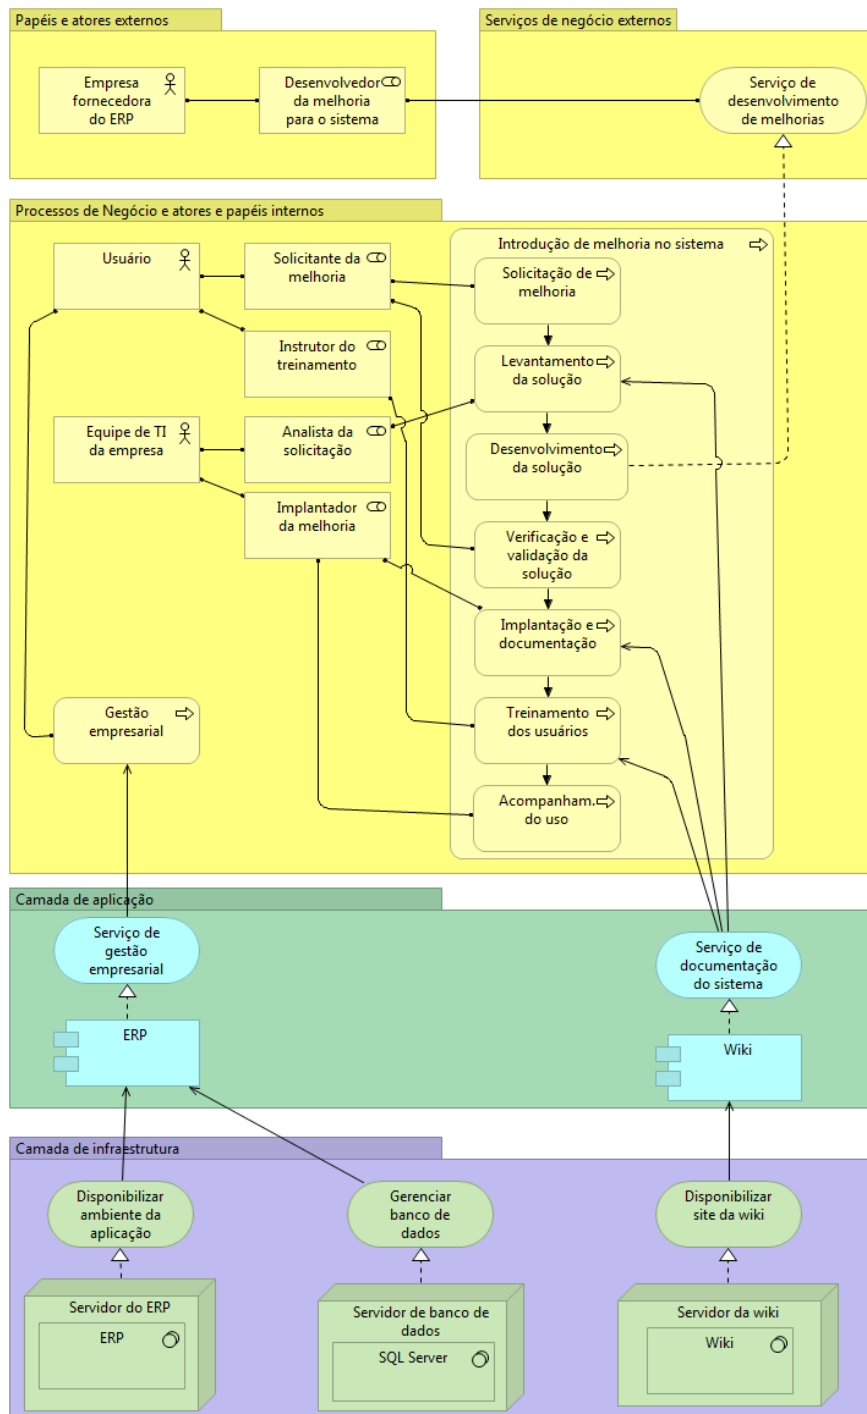 Papéis e atores externos
Serviços de negócio externos
Empresa
fornecedora
do ERP
Desenvolvedor
da melhoria
para o sistema
Serviço de
desenvolvimento
de melhorias
Processos de Negócio e atores e papéis internos
Introdução de melhoria no sistema
Usuário
Solicitante da
melhoria
Solicitação de
melhoria
Instrutor do
treinamento
Levantamento
da solução
Equipe de TI
da empresa
Analista da
solicitação
Desenvolvimento
da solução
Implantador
da melhoria
Verificação e
validação da
solução
Implantação e
documentação
Gestão
empresarial
Treinamento
dos usuários
Acompanham.
do uso
Camada de aplicação
Serviço de
gestão
empresarial
Serviço de
documentação
do sistema
ERP
Wiki
Camada de infraestrutura
Disponibilizar
ambiente da
aplicação
Gerenciar
banco de
dados
Disponibilizar
site da wiki
Servidor do ERP
ERP
Servidor de banco de
dados
SQL Server
Servidor da wiki
Wiki